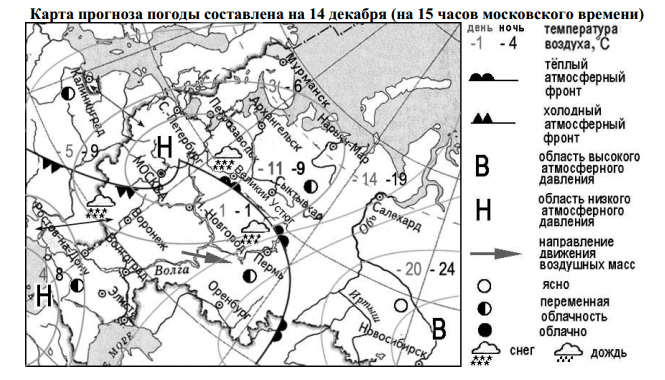 Карта прогноза погоды составлена на 14 декабря (на 15 часов московского времени)
день ночь
-1 -4
температура
воздуха,°С
тёплый
атмосферный
фронт
холодный
атмосферный
фронт
В
область высокого
атмосферного
давления
Н
область низкого
атмосферного
давления
направление
движения
воздушных масс
ясно
переменная
облачность
облачно
снег
дождь
Мурманск
-6
Калининград
С.-Петербург
Петрозаводск
Архангельск
Нарьян-Мар
5 -9
Н
МОСКВА
Великий Устюг
-11 -9
Сыктывкар
-14 -19
Салехард
Обь
Воронеж
Н. Новгород
1 -1
Ростов-на-Дону
Волгоград
Волга
Пермь
-20 -24
4 8
Н
Элиста
Оренбург
Иртыш
Новосибирск
В
Е МОРЕ